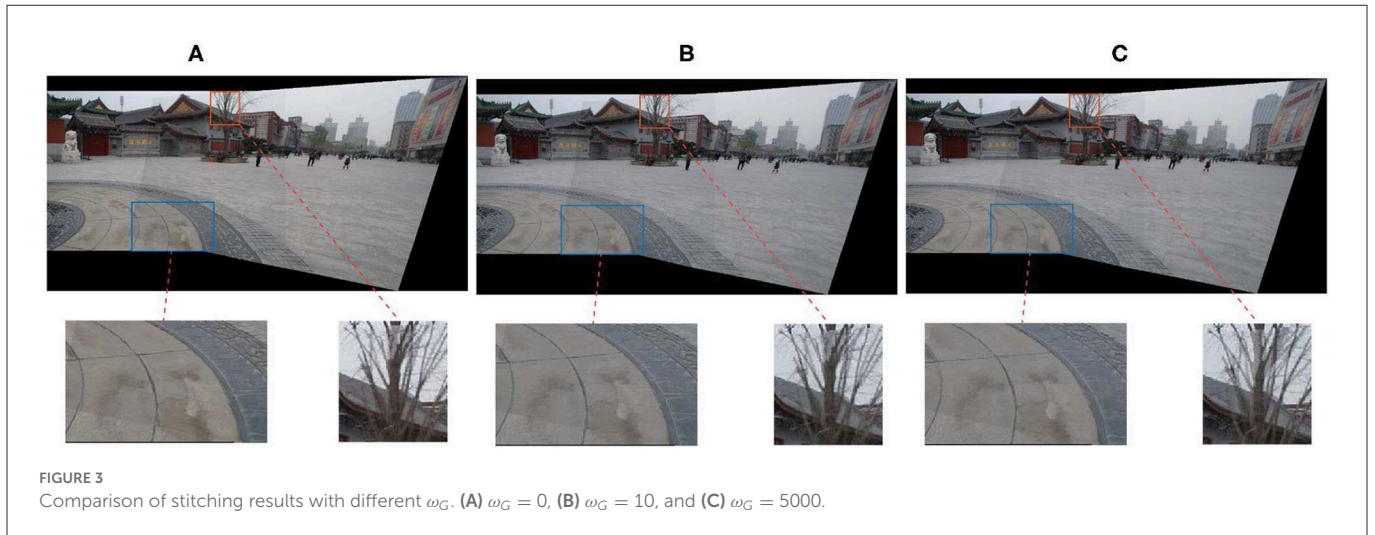 A
B
C
FIGURE 3
Comparison of stitching results with different ω_G. (A) ω_G = 0, (B) ω_G = 10, and (C) ω_G = 5000.